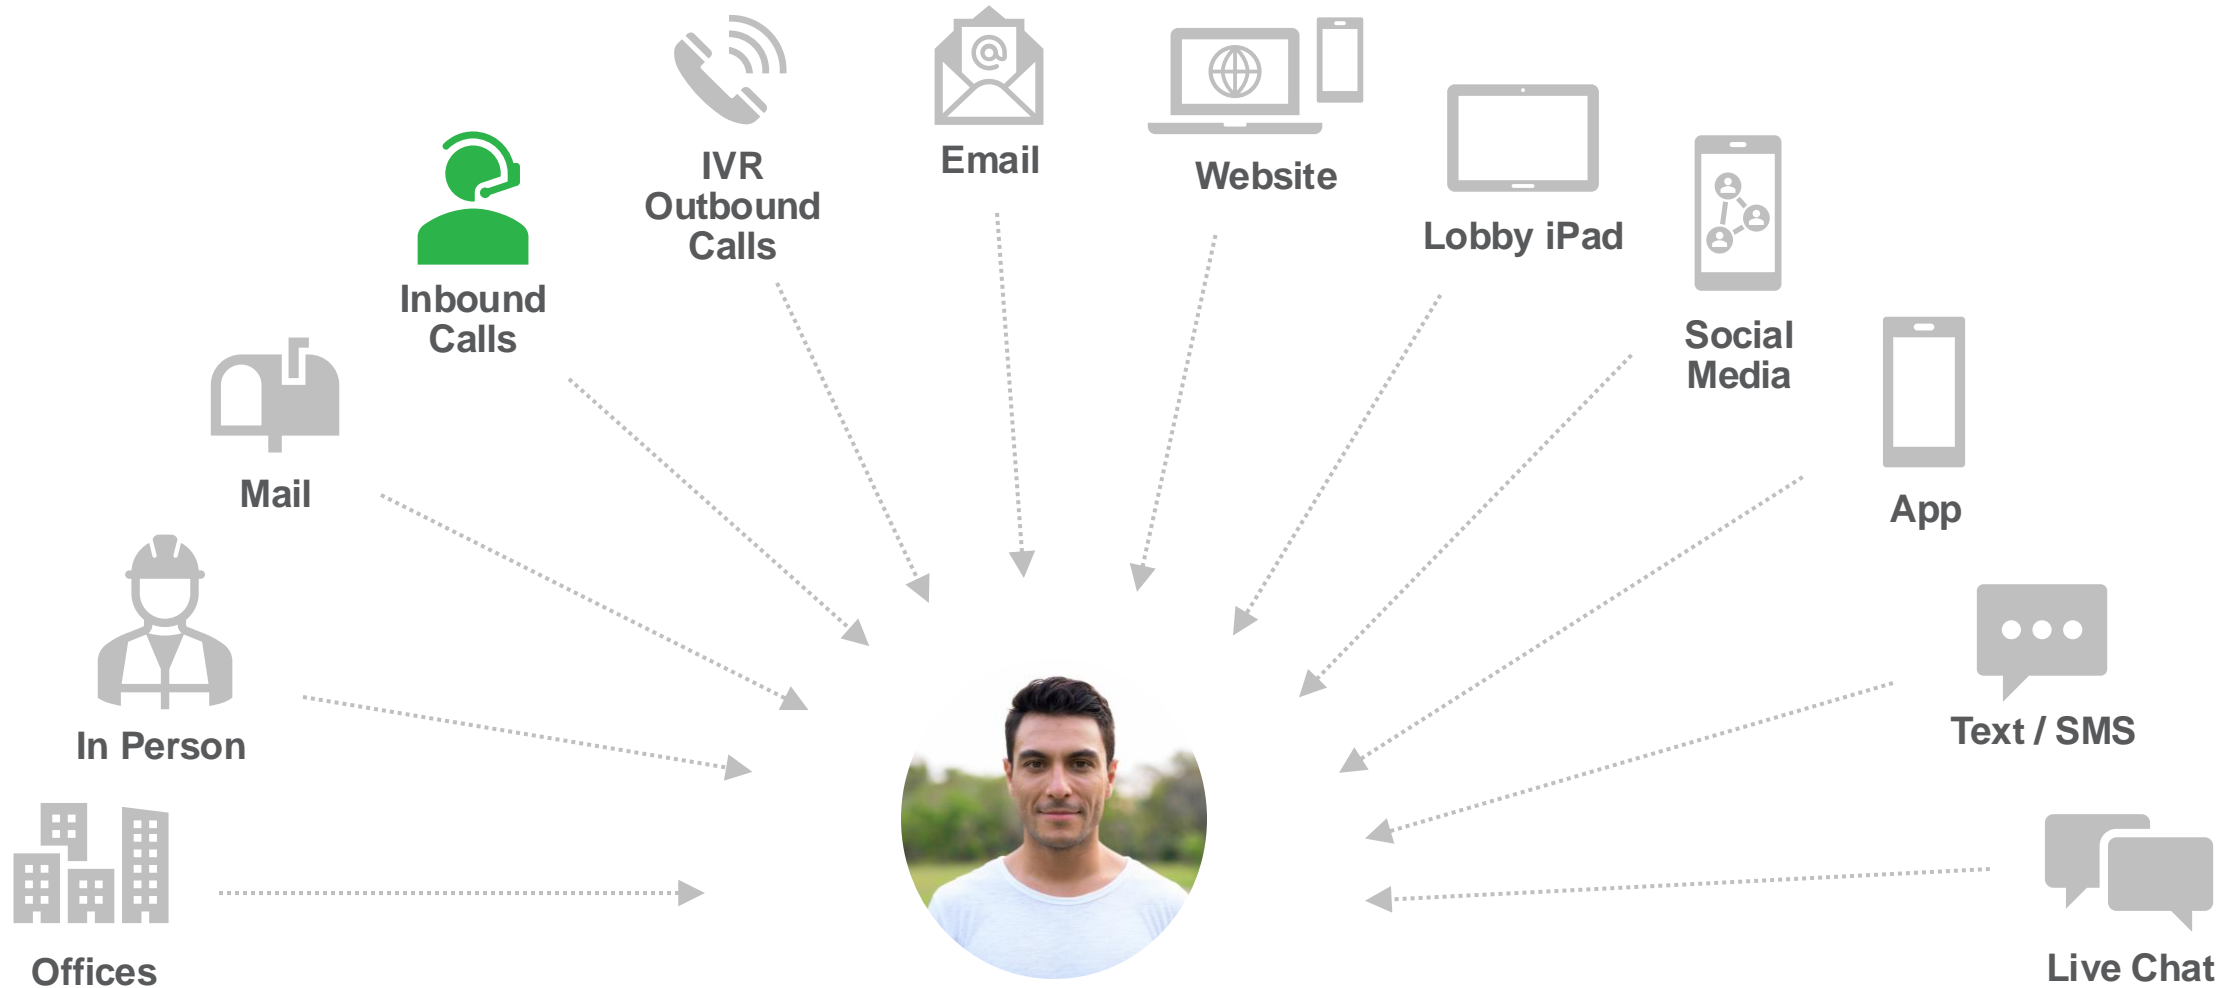 Offices
In Person
Mail
Inbound
Calls
IVR
Outbound
Calls
Email
@
Website
Lobby iPad
Social
Media
App
Text / SMS
Live Chat